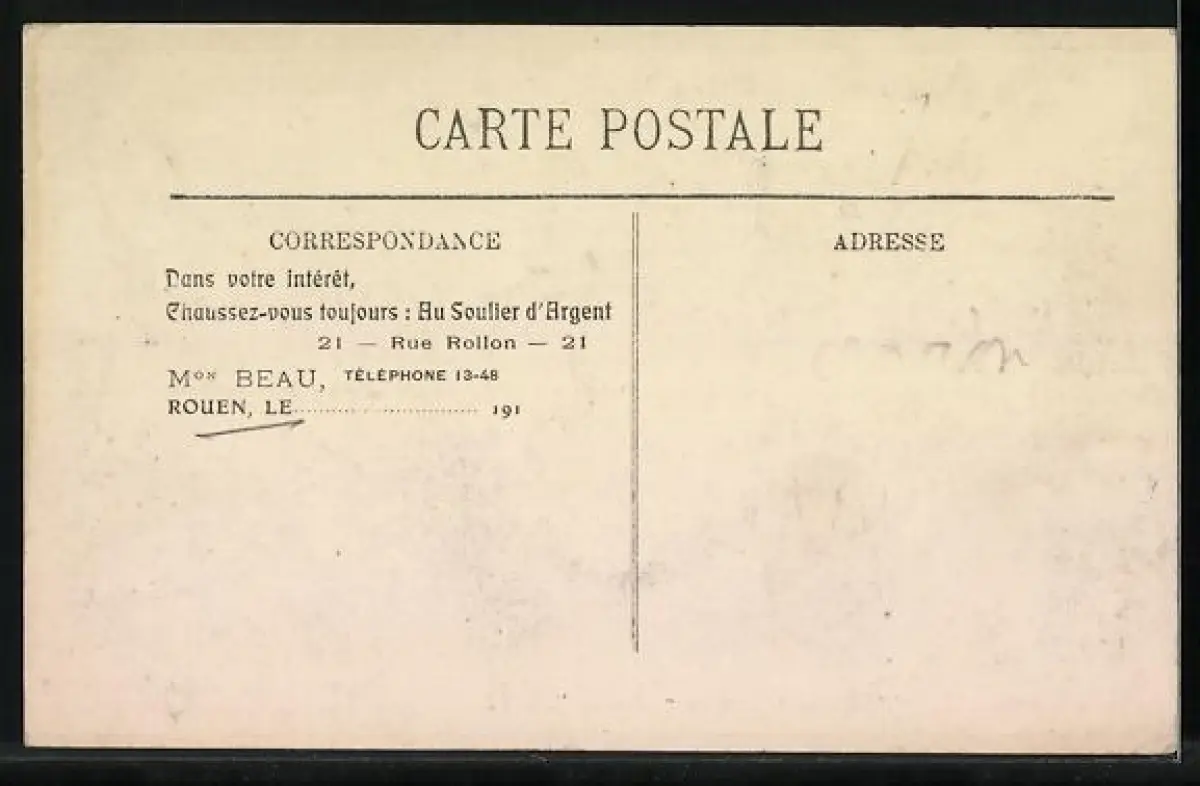 CARTE POSTALE
CORRESPONDANCE
ADRESSE
Dans votre intérêt,
Chaussez-vous toujours : Au Soulier d'Argent
21 — Rue Rollon — 21
Mᵒⁿ BEAU, TÉLÉPHONE 13-48
ROUEN, LE........................ 191